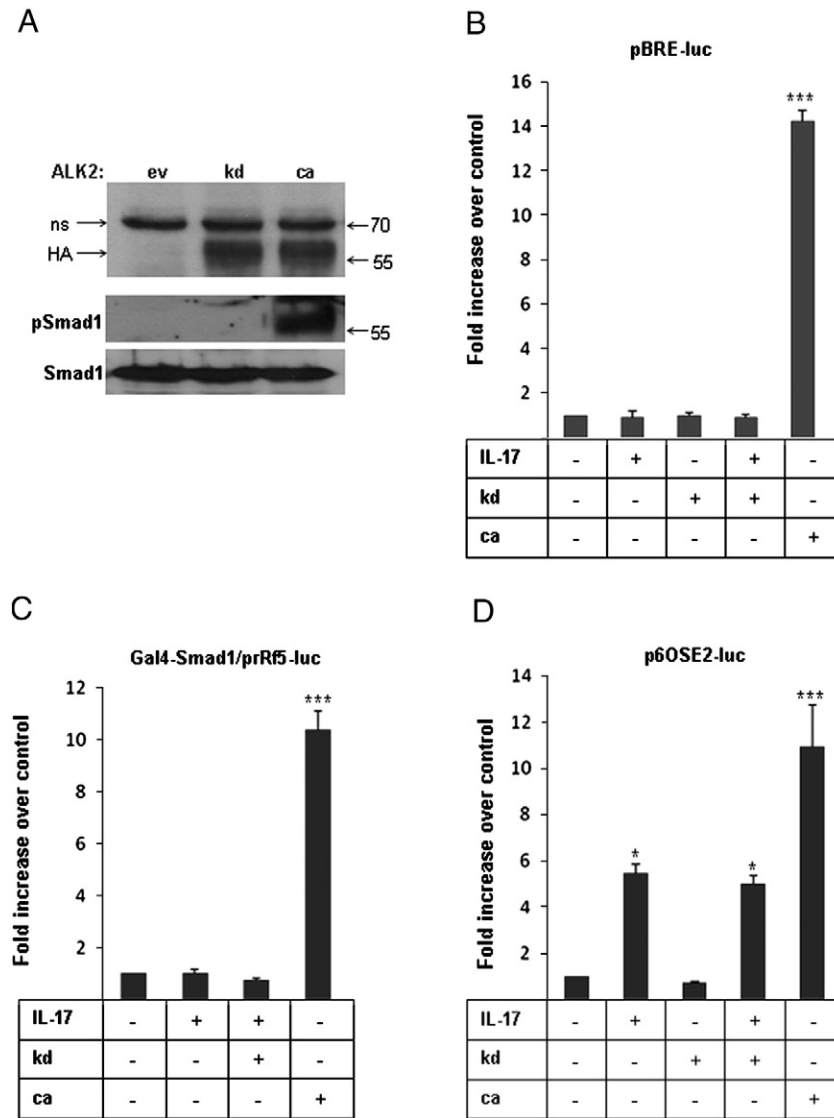 A
ALK2: ev kd ca
ns → ← 70
HA → ← 55
pSmad1 ← 55
Smad1
B
pBRE-luc
Fold increase over control
16
14
12
10
8
6
4
2
***
IL-17 - + - + -
kd - - + + -
ca - - - - +
C
Gal4-Smad1/prRf5-luc
Fold increase over control
12
10
8
6
4
2
***
IL-17 - + + -
kd - - + -
ca - - - +
D
p6OSE2-luc
Fold increase over control
14
12
10
8
6
4
2
* * ***
IL-17 - + - + -
kd - - + + -
ca - - - - +